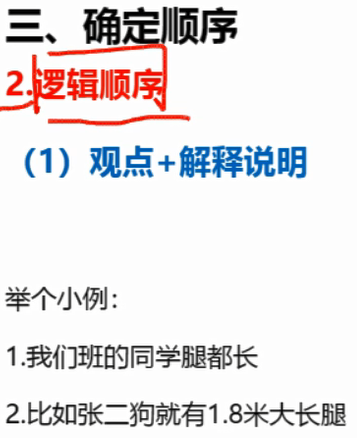 三、确定顺序
2.逻辑顺序
（1）观点+解释说明
举个小例：
1.我们班的同学腿都长
2.比如张二狗就有1.8米大长腿